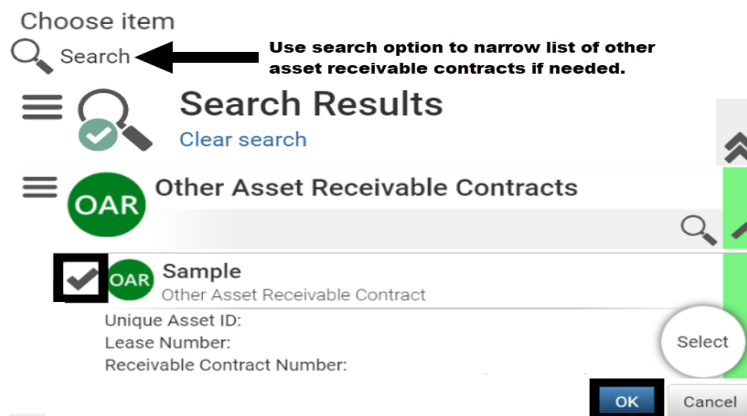 Choose item
Search
Use search option to narrow list of other
asset receivable contracts if needed.
Search Results
Clear search
OAR
Other Asset Receivable Contracts
OAR
Sample
Other Asset Receivable Contract
Unique Asset ID:
Lease Number:
Receivable Contract Number:
Select
OK
Cancel